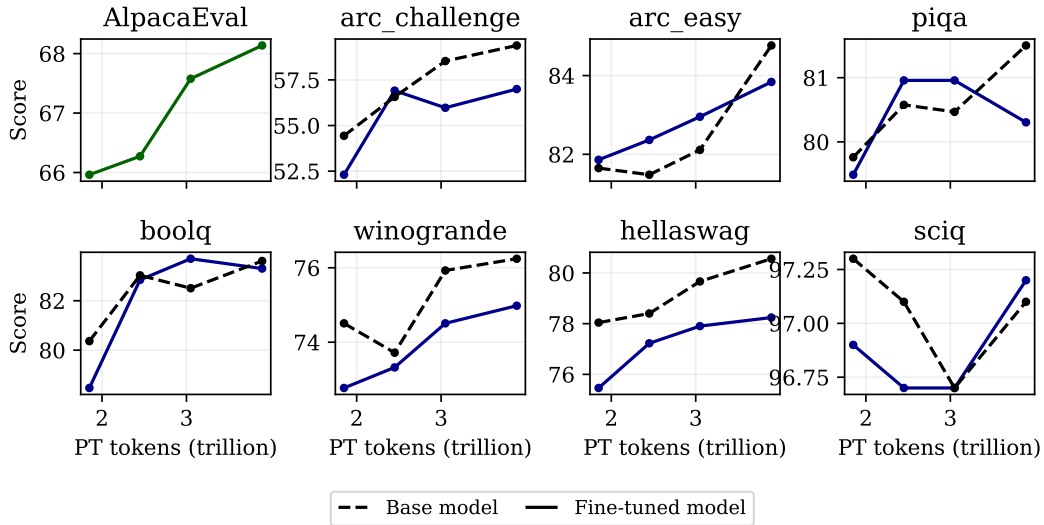 AlpacaEval arc_challenge arc_easy piqa
Score
68
67
66
57.5
55.0
52.5
84
82
81
80
boolq winogrande hellaswag sciq
Score
82
80
76
74
80
78
76
97.25
97.00
96.75
2 3 2 3 2 3 2 3
PT tokens (trillion) PT tokens (trillion) PT tokens (trillion) PT tokens (trillion)
Base model Fine-tuned model